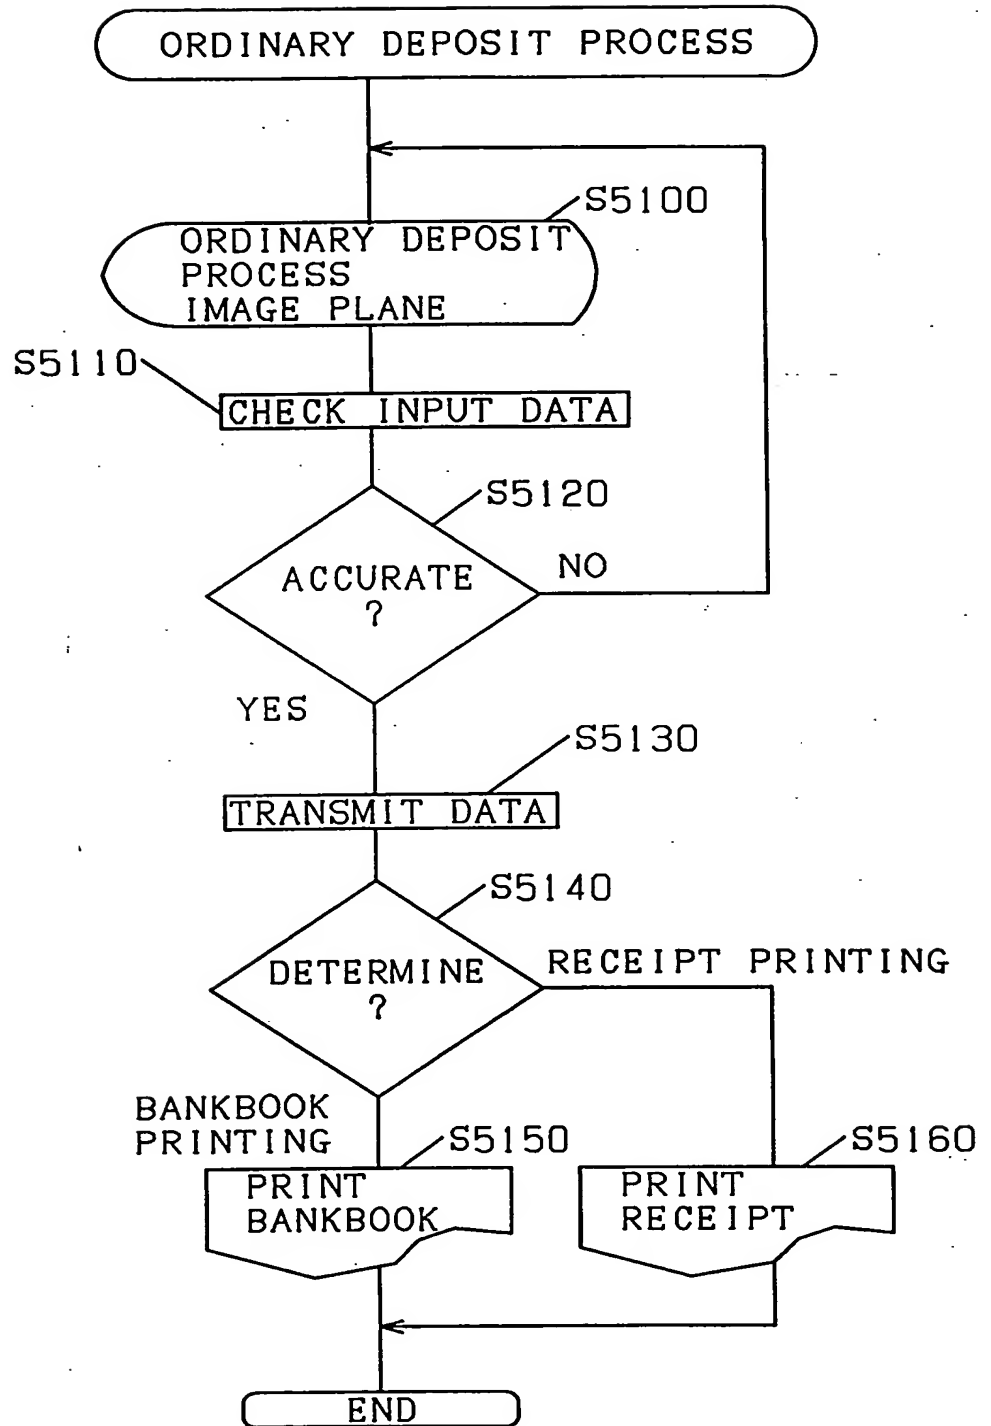 ORDINARY DEPOSIT PROCESS
S5100
ORDINARY DEPOSIT
PROCESS
IMAGE PLANE
S5110
CHECK INPUT DATA
S5120
ACCURATE
?
NO
YES
S5130
TRANSMIT DATA
S5140
DETERMINE
?
RECEIPT PRINTING
BANKBOOK
PRINTING
S5150
S5160
PRINT
BANKBOOK
PRINT
RECEIPT
END